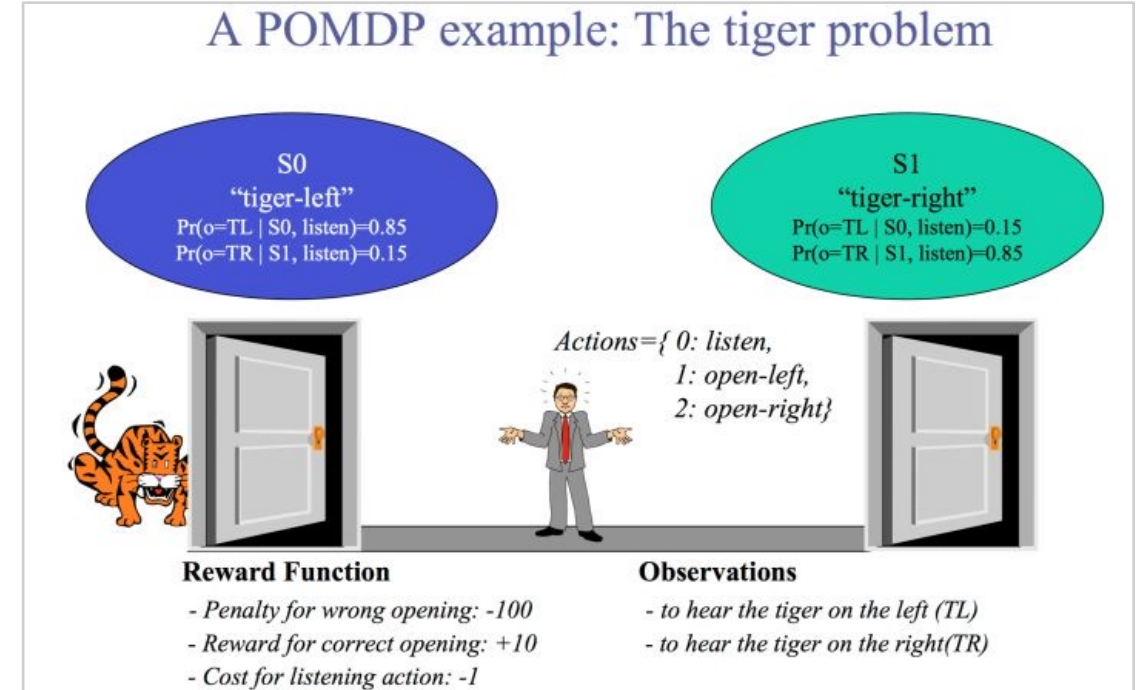 A POMDP example: The tiger problem
S0
“tiger-left”
Pr(o=TL | S0, listen)=0.85
Pr(o=TR | S1, listen)=0.15
S1
“tiger-right”
Pr(o=TL | S0, listen)=0.15
Pr(o=TR | S1, listen)=0.85
Actions={ 0: listen,
1: open-left,
2: open-right}
Reward Function
- Penalty for wrong opening: -100
- Reward for correct opening: +10
- Cost for listening action: -1
Observations
- to hear the tiger on the left (TL)
- to hear the tiger on the right(TR)